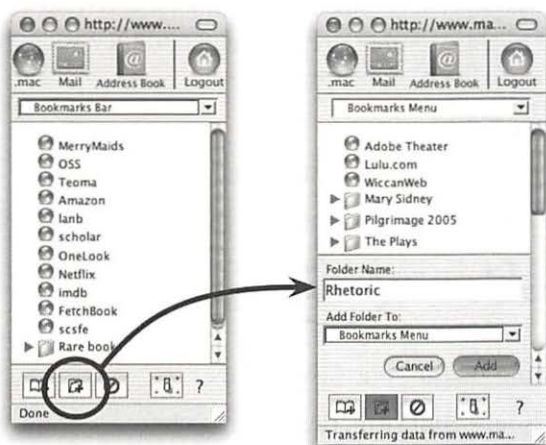 http://www....
.mac Mail Address Book Logout
Bookmarks Bar
MerryMaids
OSS
Teoma
Amazon
lanb
scholar
OneLook
Netflix
imdb
FetchBook
scsfe
Rare book
?
Done
http://www.ma...
.mac Mail Address Book Logout
Bookmarks Menu
Adobe Theater
Lulu.com
WiccanWeb
Mary Sidney
Pilgrimage 2005
The Plays
Folder Name:
Rhetoric
Add Folder To:
Bookmarks Menu
Cancel Add
?
Transferring data from www.ma...